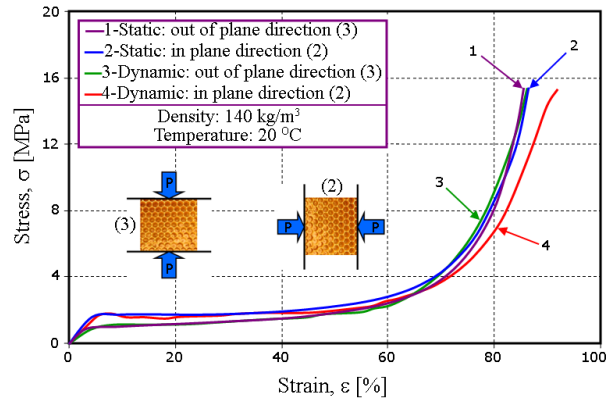 1-Static: out of plane direction (3)
2-Static: in plane direction (2)
3-Dynamic: out of plane direction (3)
4-Dynamic: in plane direction (2)
Density: 140 kg/m³
Temperature: 20 ⁰C
Stress, σ [MPa]
20
16
12
8
4
0
1
2
3
4
P
(3)
P
(2)
P
P
0
20
40
60
80
100
Strain, ε [%]